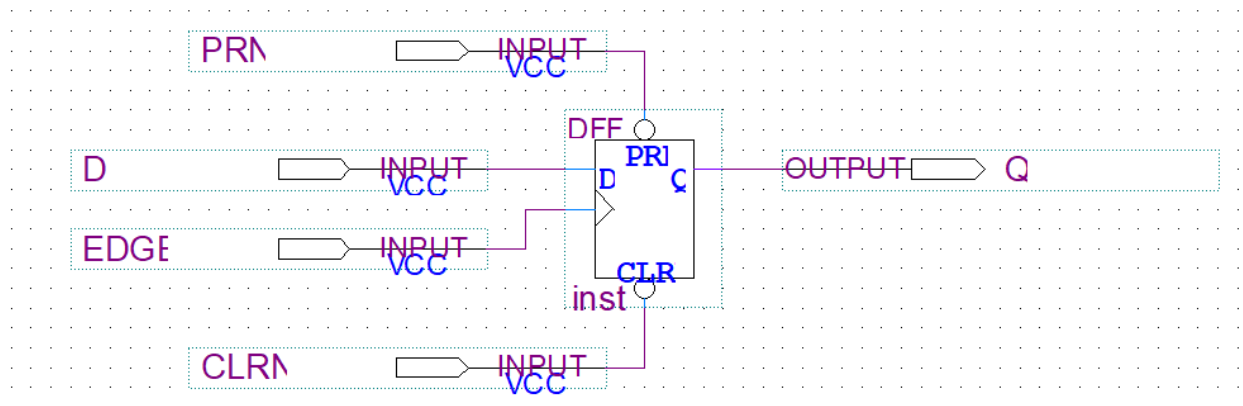 PRN
INPUT
VCC
DFF
PRN
D
INPUT
VCC
D
Q
OUTPUT
Q
EDGE
INPUT
VCC
CLR
inst
CLRN
INPUT
VCC